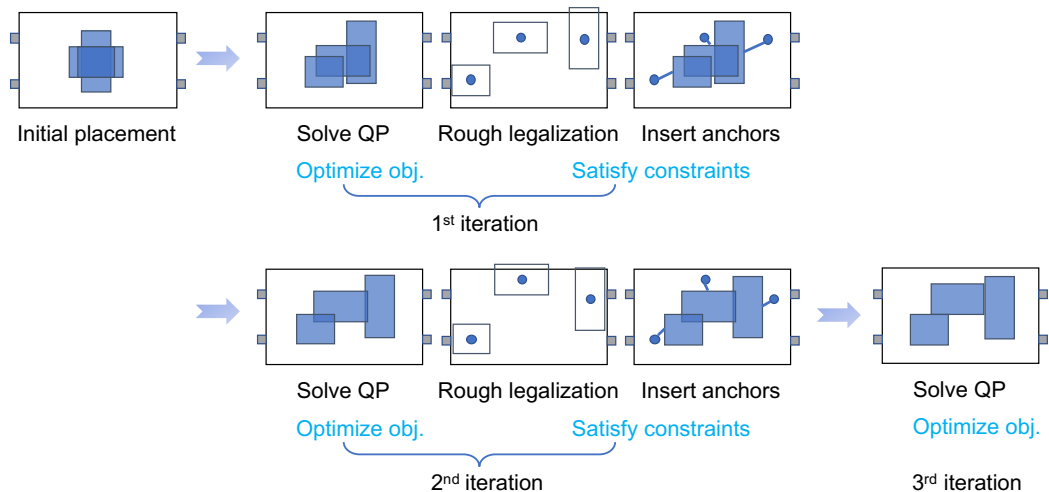 Initial placement
Solve QP
Rough legalization
Insert anchors
Optimize obj.
Satisfy constraints
1st iteration
Solve QP
Rough legalization
Insert anchors
Solve QP
Optimize obj.
Satisfy constraints
Optimize obj.
2nd iteration
3rd iteration